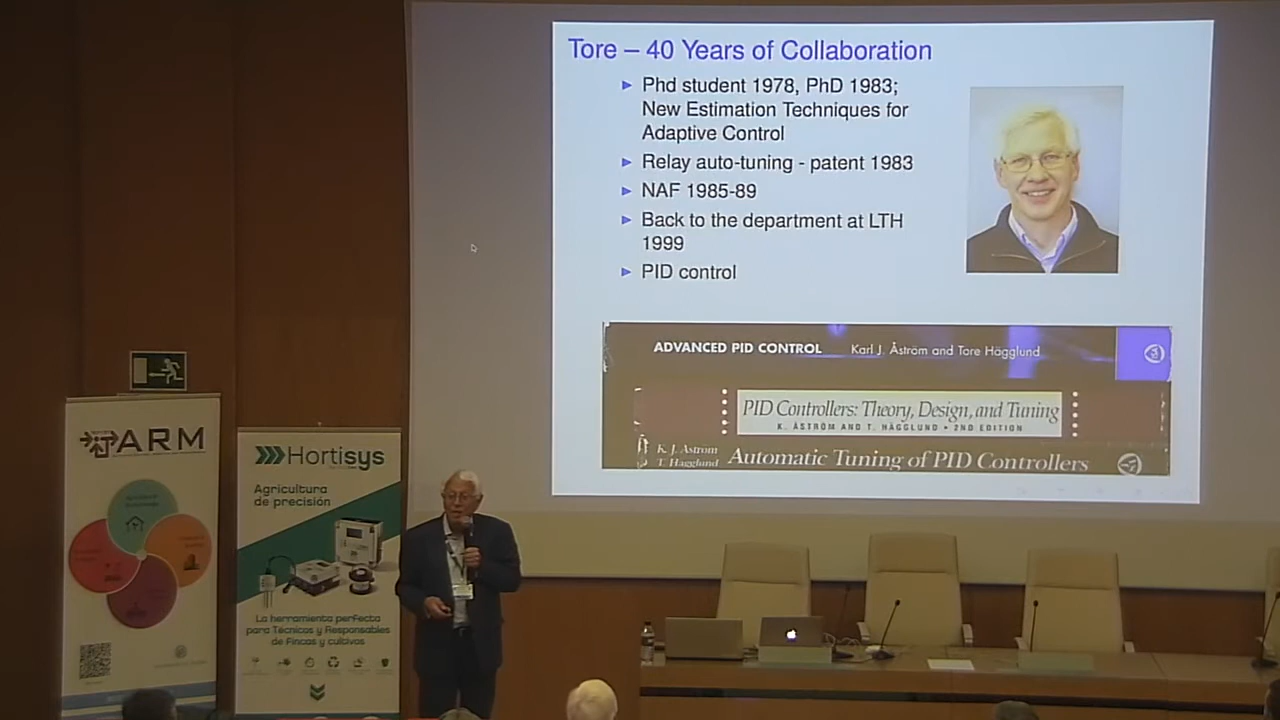 Tore – 40 Years of Collaboration
Phd student 1978, PhD 1983;
New Estimation Techniques for
Adaptive Control
Relay auto-tuning - patent 1983
NAF 1985-89
Back to the department at LTH
1999
PID control
ADVANCED PID CONTROL Karl J. Åström and Tore Hägglund
PID Controllers: Theory, Design, and Tuning
K. ÅSTRÖM AND T. HÄGGLUND • 2ND EDITION
K. J. Åström
T. Hägglund
Automatic Tuning of PID Controllers
ARM
Hortisys
Agricultura
de precisión
La herramienta perfecta
para Técnicos y Responsables
de Fincas y cultivos